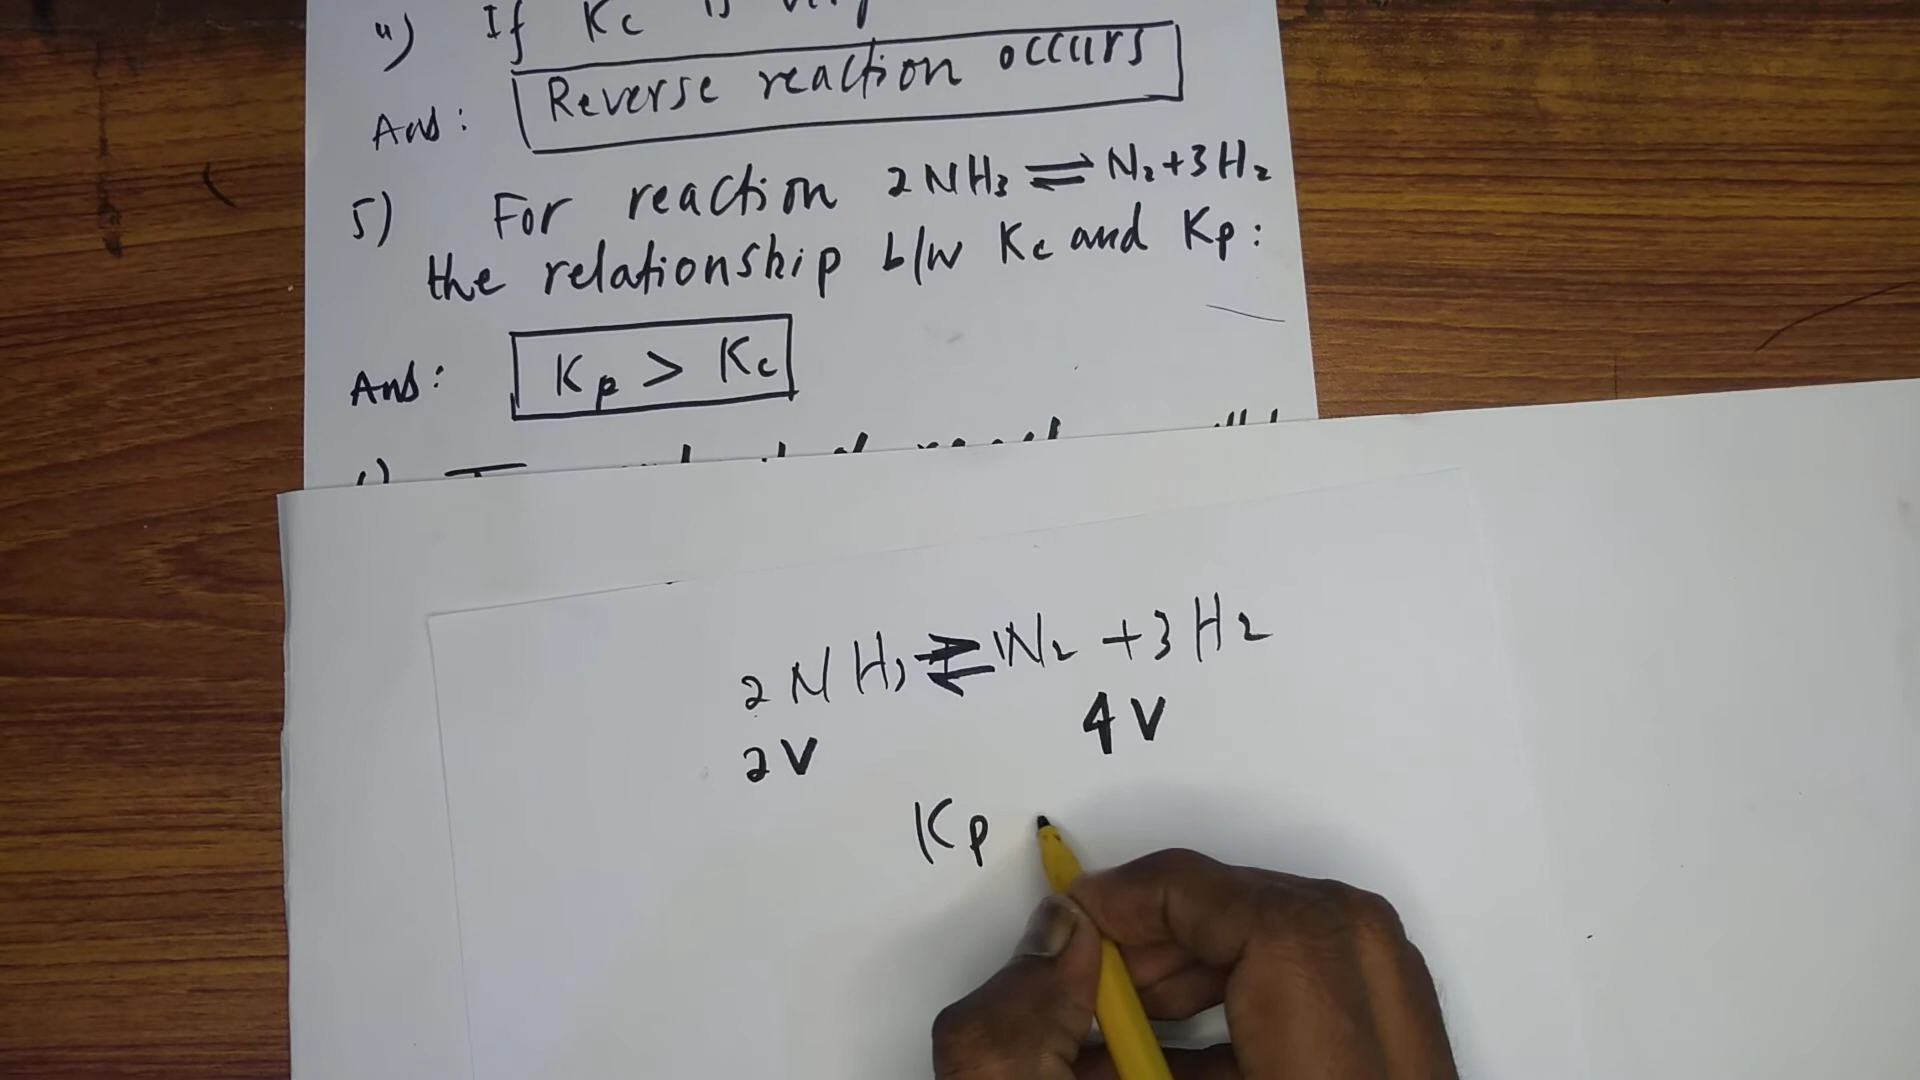 4) If Kc is
Ans: Reverse reaction occurs
5) For reaction 2NH₃ ⇌ N₂+3H₂
the relationship b/w Kc and Kp:
Ans: Kp > Kc
2NH₃ ⇌ N₂ +3H₂
2V 4V
Kp